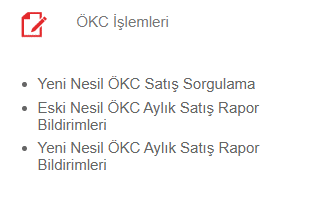 ÖKC İşlemleri
Yeni Nesil ÖKC Satış Sorgulama
Eski Nesil ÖKC Aylık Satış Rapor
Bildirimleri
Yeni Nesil ÖKC Aylık Satış Rapor
Bildirimleri